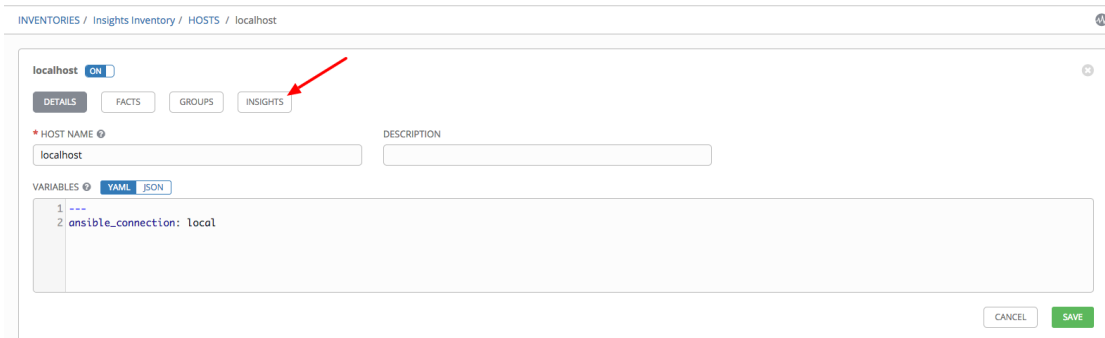 INVENTORIES / Insights Inventory / HOSTS / localhost
localhost ON
DETAILS FACTS GROUPS INSIGHTS
* HOST NAME DESCRIPTION
localhost
VARIABLES YAML JSON
1 ---
2 ansible_connection: local
CANCEL SAVE